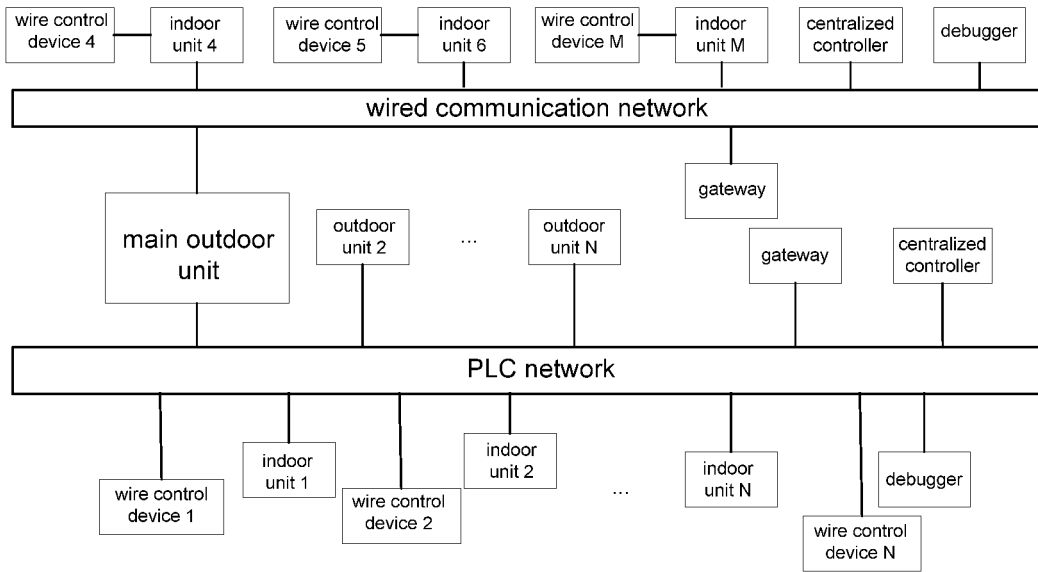 wire control
device 4
indoor
unit 4
wire control
device 5
indoor
unit 6
wire control
device M
indoor
unit M
centralized
controller
debugger
wired communication network
gateway
main outdoor
unit
outdoor
unit 2
...
outdoor
unit N
gateway
centralized
controller
PLC network
wire control
device 1
indoor
unit 1
wire control
device 2
indoor
unit 2
...
indoor
unit N
debugger
wire control
device N